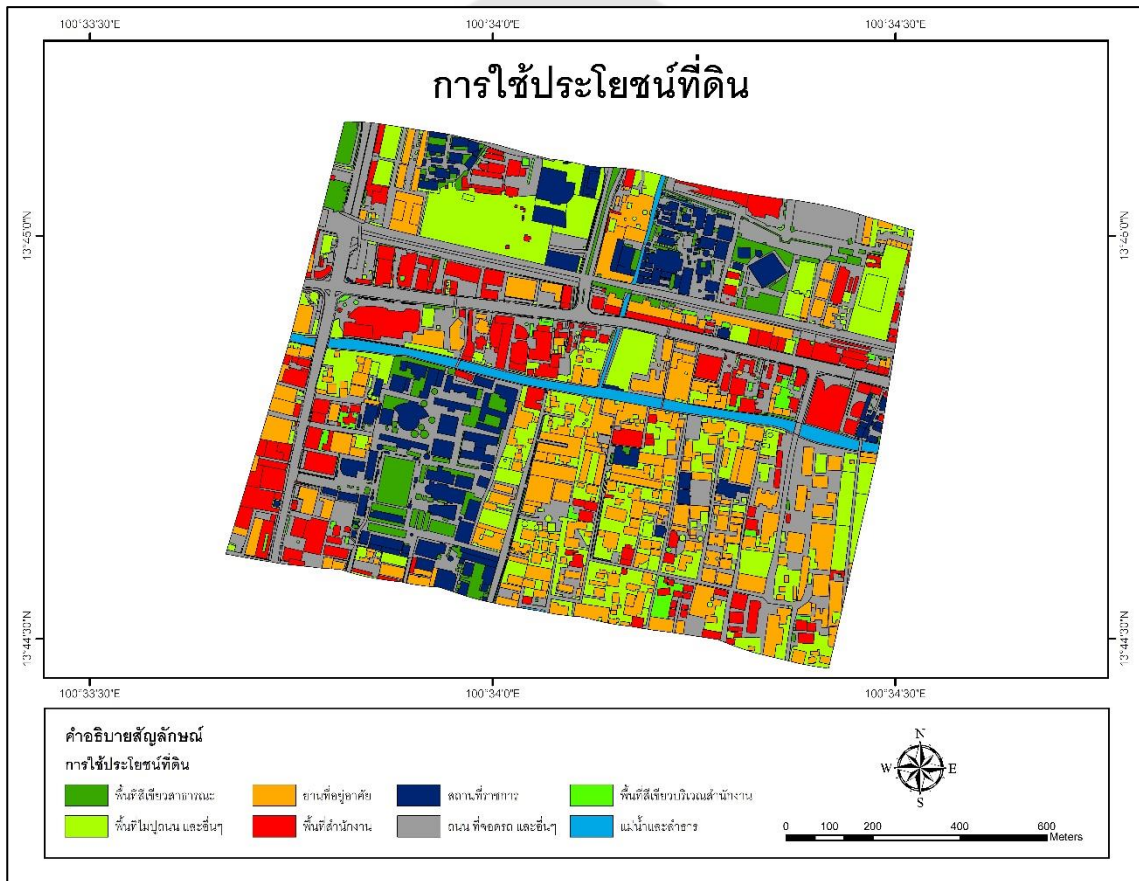 100°33'30"E 100°34'0"E 100°34'30"E
การใช้ประโยชน์ที่ดิน
13°45'0"N 13°45'0"N
13°44'30"N 13°44'30"N
100°33'30"E 100°34'0"E 100°34'30"E
คำอธิบายสัญลักษณ์
การใช้ประโยชน์ที่ดิน
พื้นที่สีเขียวสาธารณะ ย่านที่อยู่อาศัย สถานที่ราชการ พื้นที่สีเขียวบริเวณสำนักงาน
พื้นที่ไม่ปูถนน และอื่นๆ พื้นที่สำนักงาน ถนน ที่จอดรถ และอื่นๆ แม่น้ำและลำธาร
N
W E
S
0 100 200 400 600
Meters